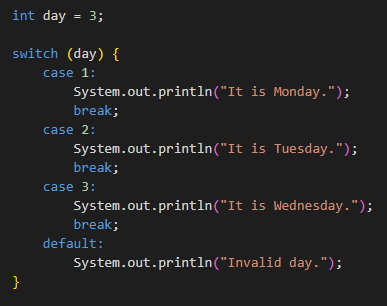 int day = 3;

switch (day) {
    case 1:
        System.out.println("It is Monday.");
        break;
    case 2:
        System.out.println("It is Tuesday.");
        break;
    case 3:
        System.out.println("It is Wednesday.");
        break;
    default:
        System.out.println("Invalid day.");
}